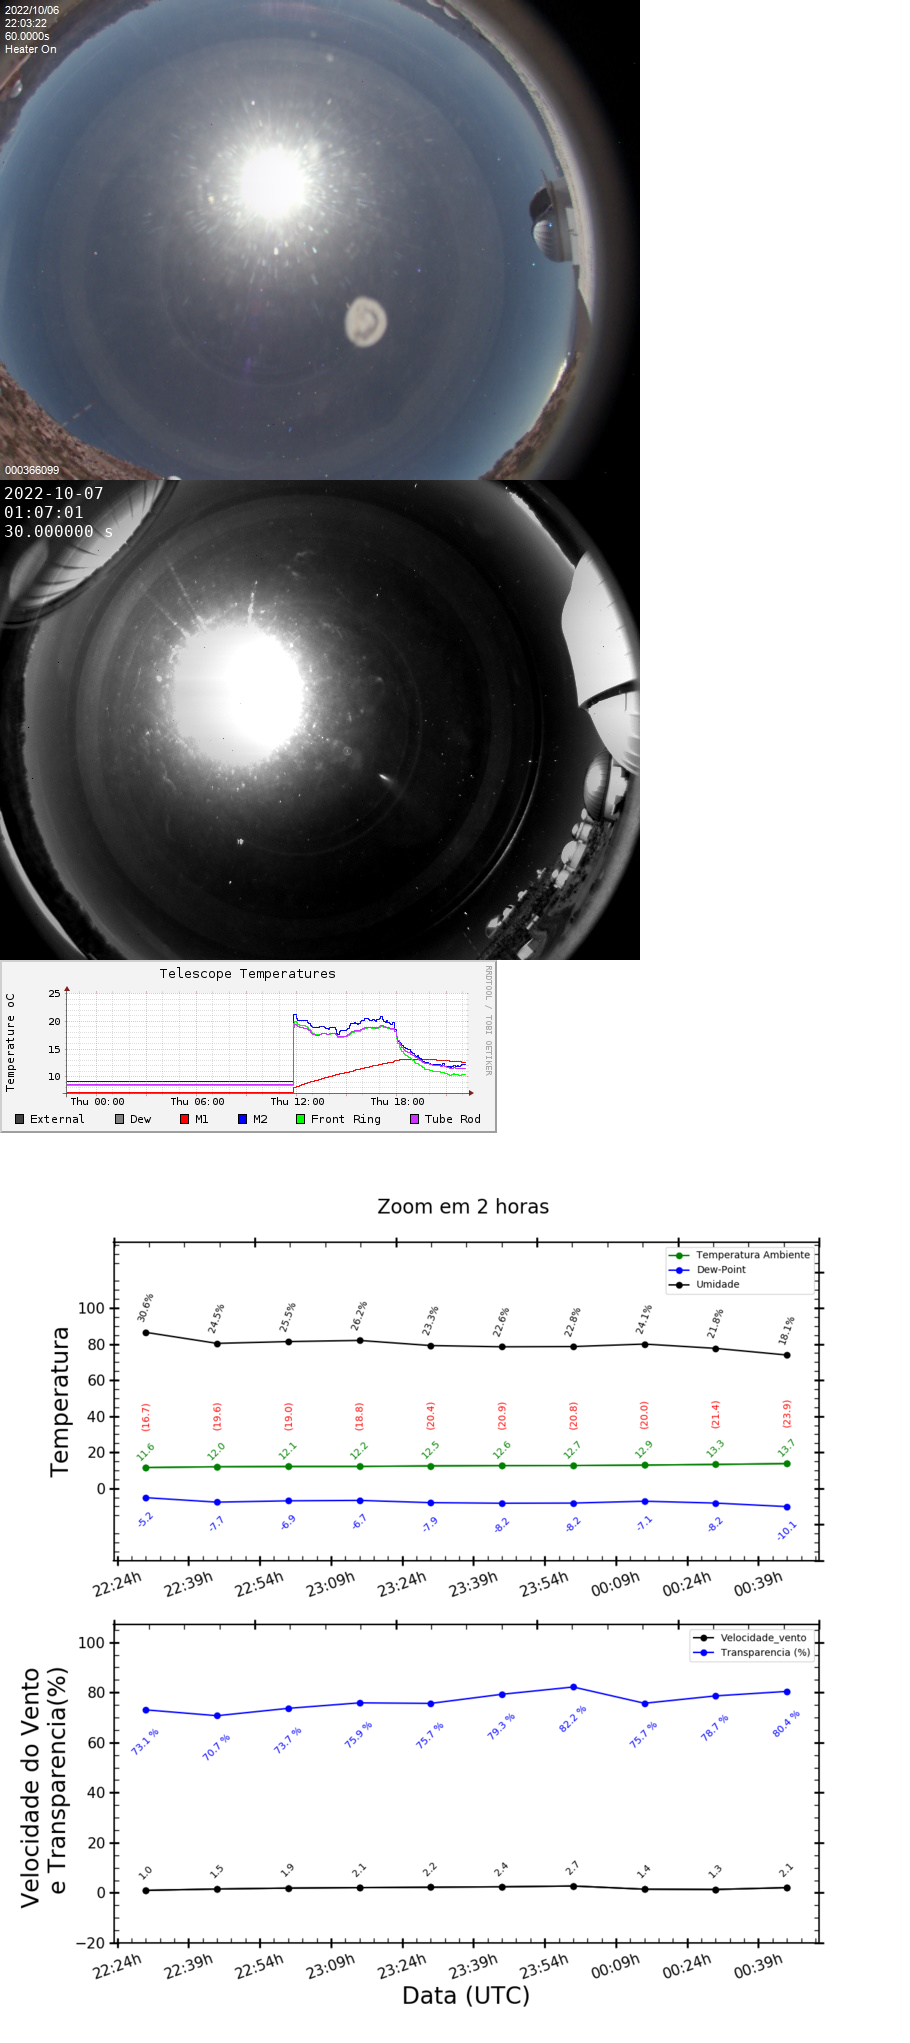 2022/10/06
22:03:22
60.0000s
Heater On
000366099
2022-10-07
01:07:01
30.000000 s
Telescope Temperatures
RRDTOOL / TOBI OETIKER
Temperature oC
25
20
15
10
Thu 00:00 Thu 06:00 Thu 12:00 Thu 18:00
External Dew M1 M2 Front Ring Tube Rod
Zoom em 2 horas
Temperatura Ambiente
Dew-Point
Umidade
Temperatura
100
80
60
40
20
0
30.6% 24.5% 25.5% 26.2% 23.3% 22.6% 22.8% 24.1% 21.8% 18.1%
(16.7) (19.6) (19.0) (18.8) (20.4) (20.9) (20.8) (20.0) (21.4) (23.9)
11.6 12.0 12.1 12.2 12.5 12.6 12.7 12.9 13.3 13.7
-5.2 -7.7 -6.9 -6.7 -7.9 -8.2 -8.2 -7.1 -8.2 -10.1
22:24h 22:39h 22:54h 23:09h 23:24h 23:39h 23:54h 00:09h 00:24h 00:39h
Velocidade_vento
Transparencia (%)
Velocidade do Vento
e Transparencia(%)
100
80
60
40
20
0
−20
73.1 % 70.7 % 73.7 % 75.9 % 75.7 % 79.3 % 82.2 % 75.7 % 78.7 % 80.4 %
1.0 1.5 1.9 2.1 2.2 2.4 2.7 1.4 1.3 2.1
22:24h 22:39h 22:54h 23:09h 23:24h 23:39h 23:54h 00:09h 00:24h 00:39h
Data (UTC)